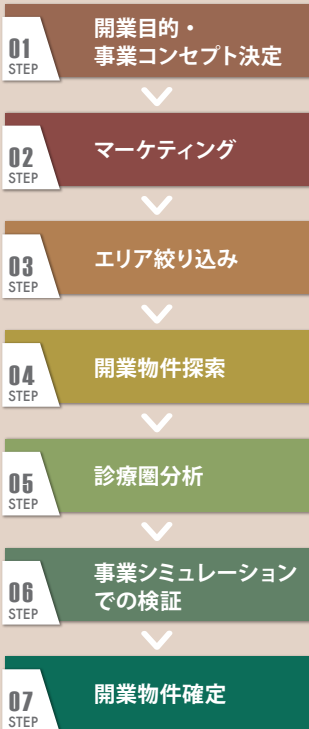 01
STEP
開業目的・
事業コンセプト決定
02
STEP
マーケティング
03
STEP
エリア絞り込み
04
STEP
開業物件探索
05
STEP
診療圏分析
06
STEP
事業シミュレーション
での検証
07
STEP
開業物件確定